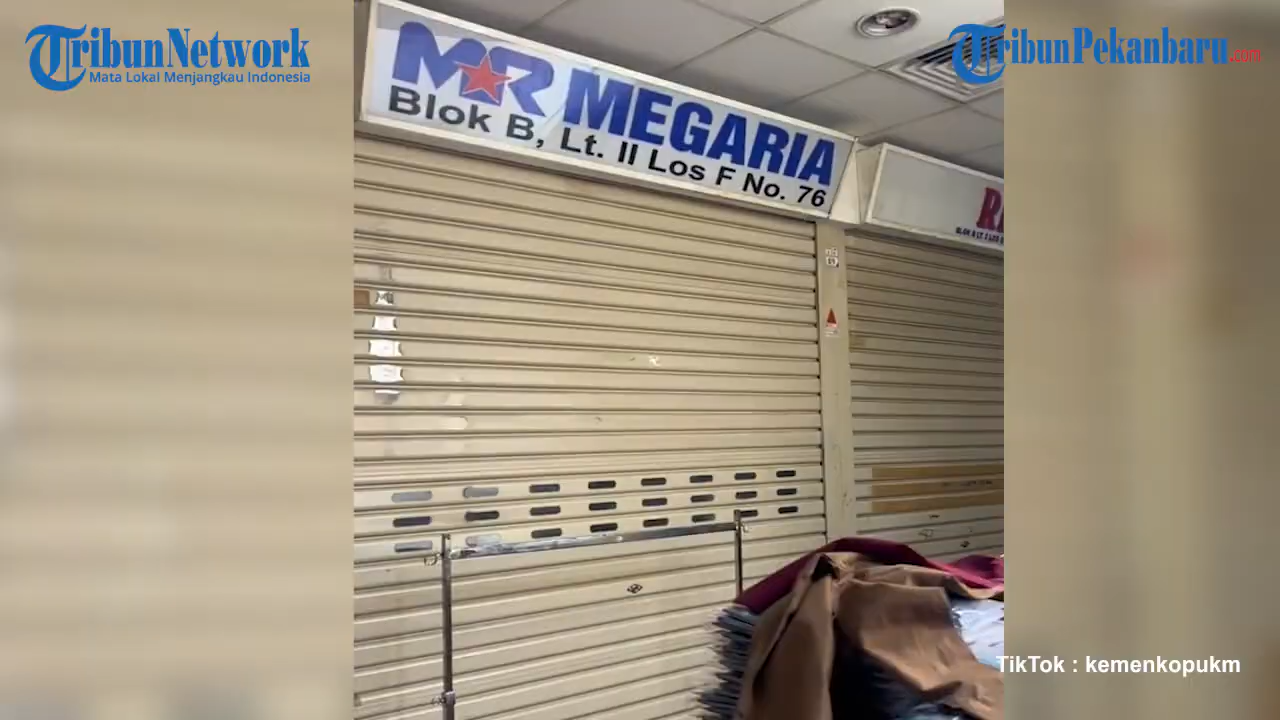 TribunNetwork
Mata Lokal Menjangkau Indonesia
TribunPekanbaru.com
MR MEGARIA
Blok B, Lt. II Los F No. 76
TikTok : kemenkopukm